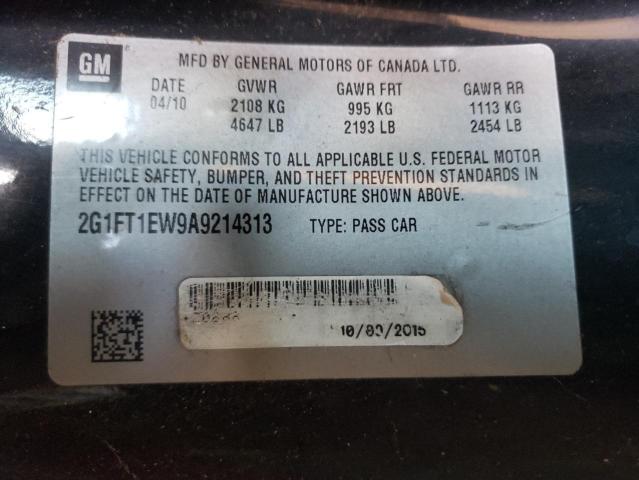 GM
MFD BY GENERAL MOTORS OF CANADA LTD.
DATE GVWR GAWR FRT GAWR RR
04/10 2108 KG 995 KG 1113 KG
4647 LB 2193 LB 2454 LB
THIS VEHICLE CONFORMS TO ALL APPLICABLE U.S. FEDERAL MOTOR
VEHICLE SAFETY, BUMPER, AND THEFT PREVENTION STANDARDS IN
EFFECT ON THE DATE OF MANUFACTURE SHOWN ABOVE.
2G1FT1EW9A9214313 TYPE: PASS CAR